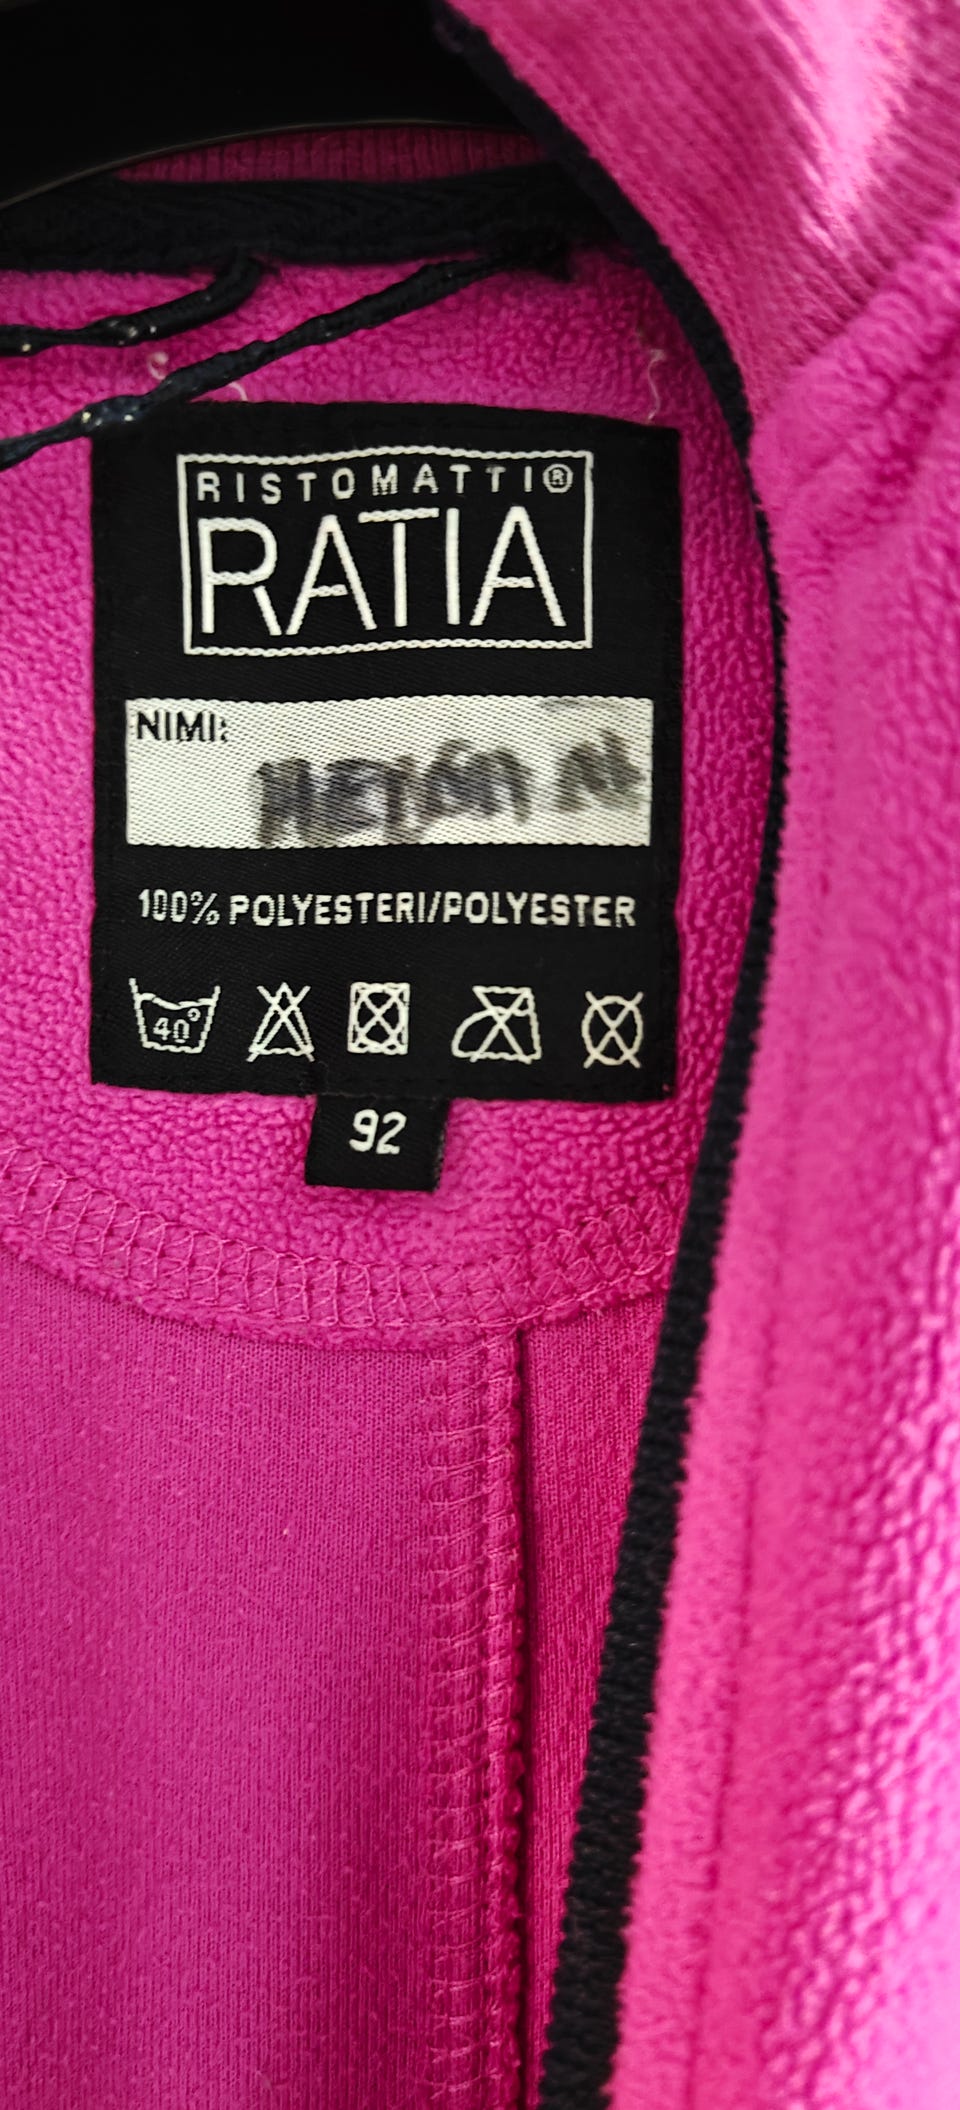 RISTOMATTI®
RATIA
NIMI:
100% POLYESTERI/POLYESTER
40°
92